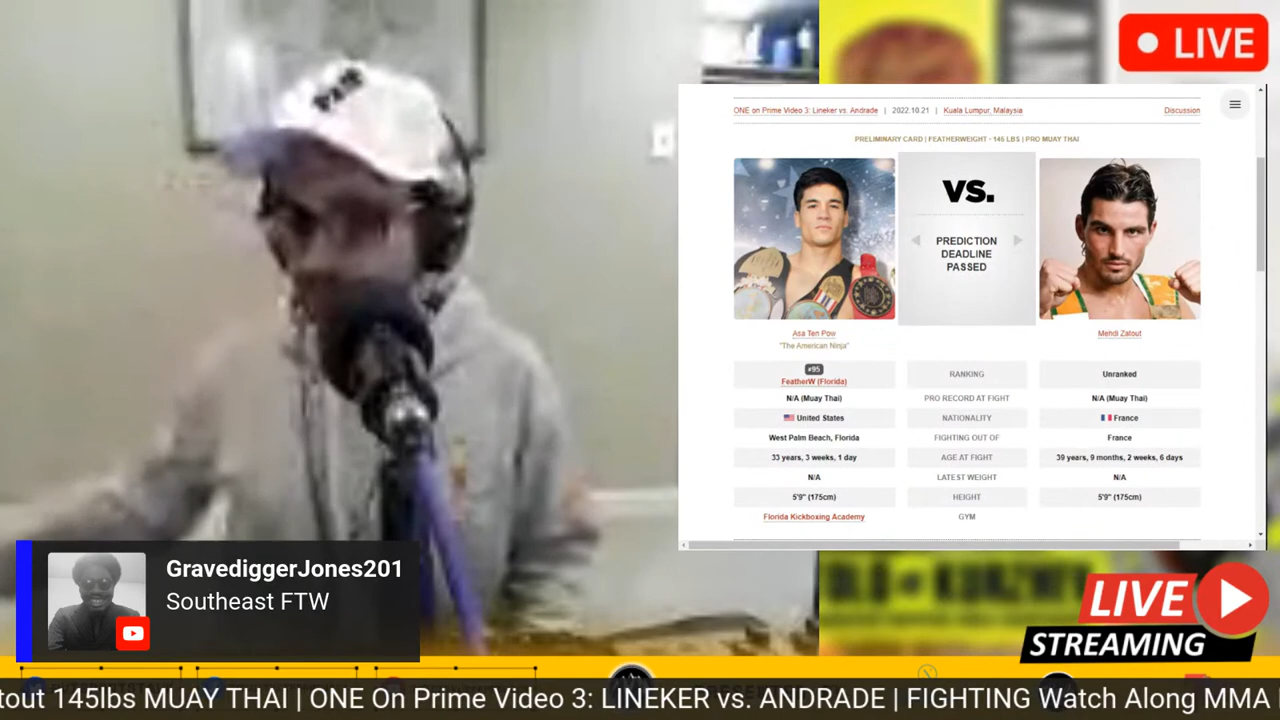 LIVE
ONE on Prime Video 3: Lineker vs. Andrade | 2022.10.21 | Kuala Lumpur, Malaysia Discussion
PRELIMINARY CARD | FEATHERWEIGHT · 145 LBS | PRO MUAY THAI
VS.
PREDICTION
DEADLINE
PASSED
Asa Ten Pow Mehdi Zatout
"The American Ninja"
#95
FeatherW (Florida) RANKING Unranked
N/A (Muay Thai) PRO RECORD AT FIGHT N/A (Muay Thai)
United States NATIONALITY France
West Palm Beach, Florida FIGHTING OUT OF France
33 years, 3 weeks, 1 day AGE AT FIGHT 39 years, 9 months, 2 weeks, 6 days
N/A LATEST WEIGHT N/A
5'9" (175cm) HEIGHT 5'9" (175cm)
Florida Kickboxing Academy GYM
GravediggerJones201
Southeast FTW
LIVE
STREAMING
tout 145lbs MUAY THAI | ONE On Prime Video 3: LINEKER vs. ANDRADE | FIGHTING Watch Along MMA